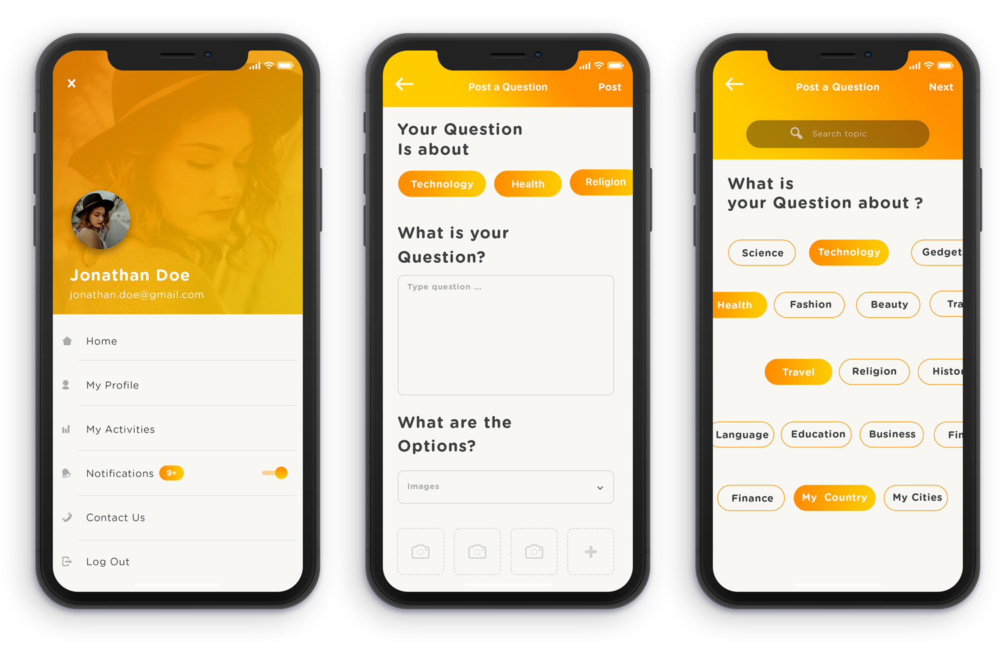 Jonathan Doe
jonathan.doe@gmail.com
Home
My Profile
My Activities
Notifications 9+
Contact Us
Log Out
Post a Question Post
Your Question
Is about
Technology Health Religion
What is your
Question?
Type question ...
What are the
Options?
Images
Post a Question Next
Search topic
What is
your Question about ?
Science Technology Gedget
Health Fashion Beauty Tra
Travel Religion Histor
Language Education Business Fin
Finance My Country My Cities